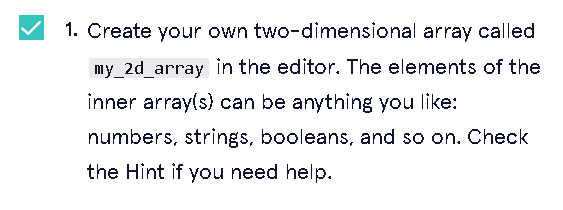 1. Create your own two-dimensional array called
my_2d_array in the editor. The elements of the
inner array(s) can be anything you like:
numbers, strings, booleans, and so on. Check
the Hint if you need help.